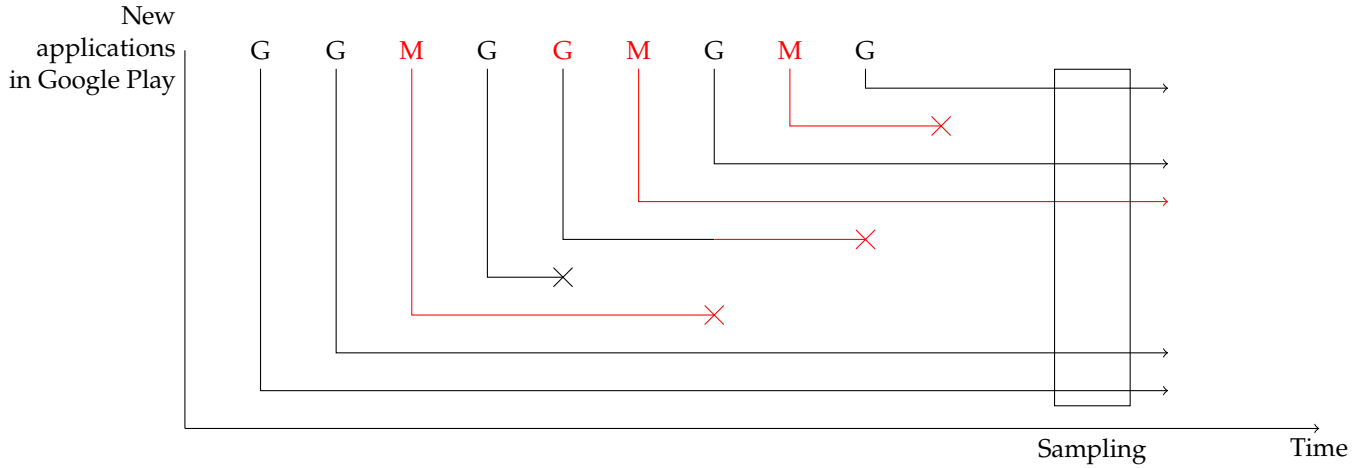 New
applications
in Google Play
G G M G G M G M G
Sampling
Time